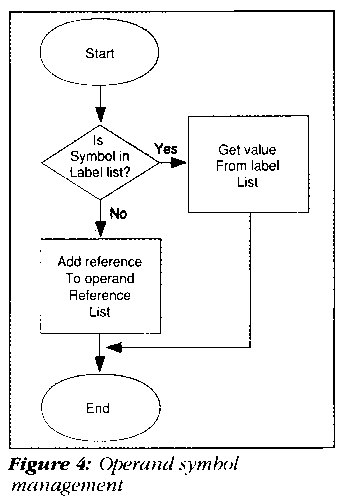 Start
Is
Symbol in
Label list?
Yes
Get value
From label
List
No
Add reference
To operand
Reference
List
End
Figure 4: Operand symbol
management